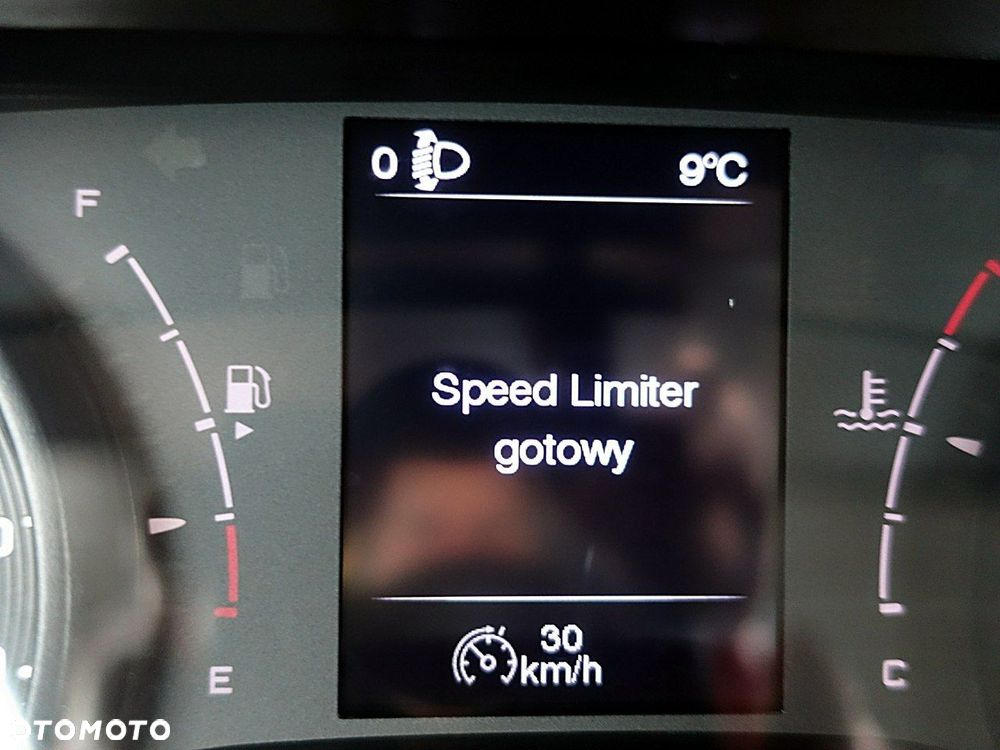 0 9°C
F
Speed Limiter
gotowy
30
km/h
E
C
OTOMOTO